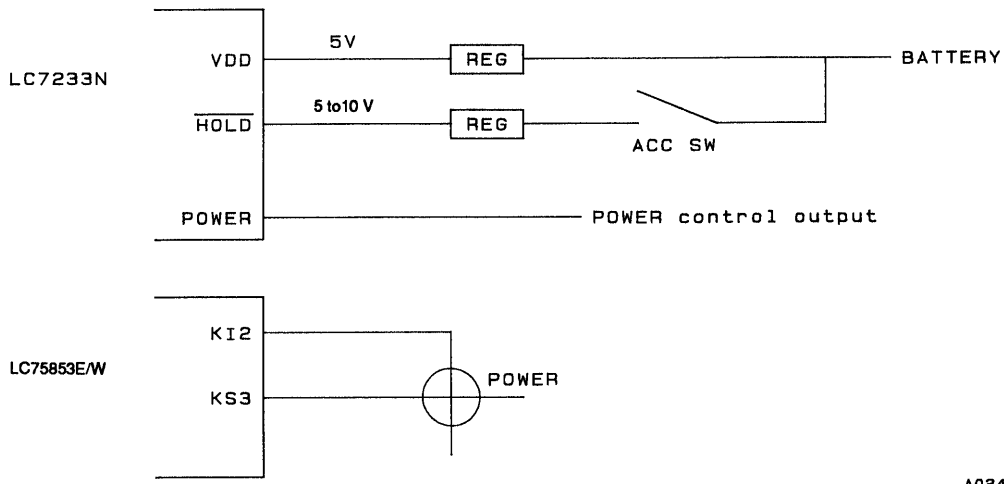 5V
VDD
REG
BATTERY
LC7233N
5 to10 V
HOLD
REG
ACC SW
POWER
POWER control output
KI2
LC75853E/W
POWER
KS3